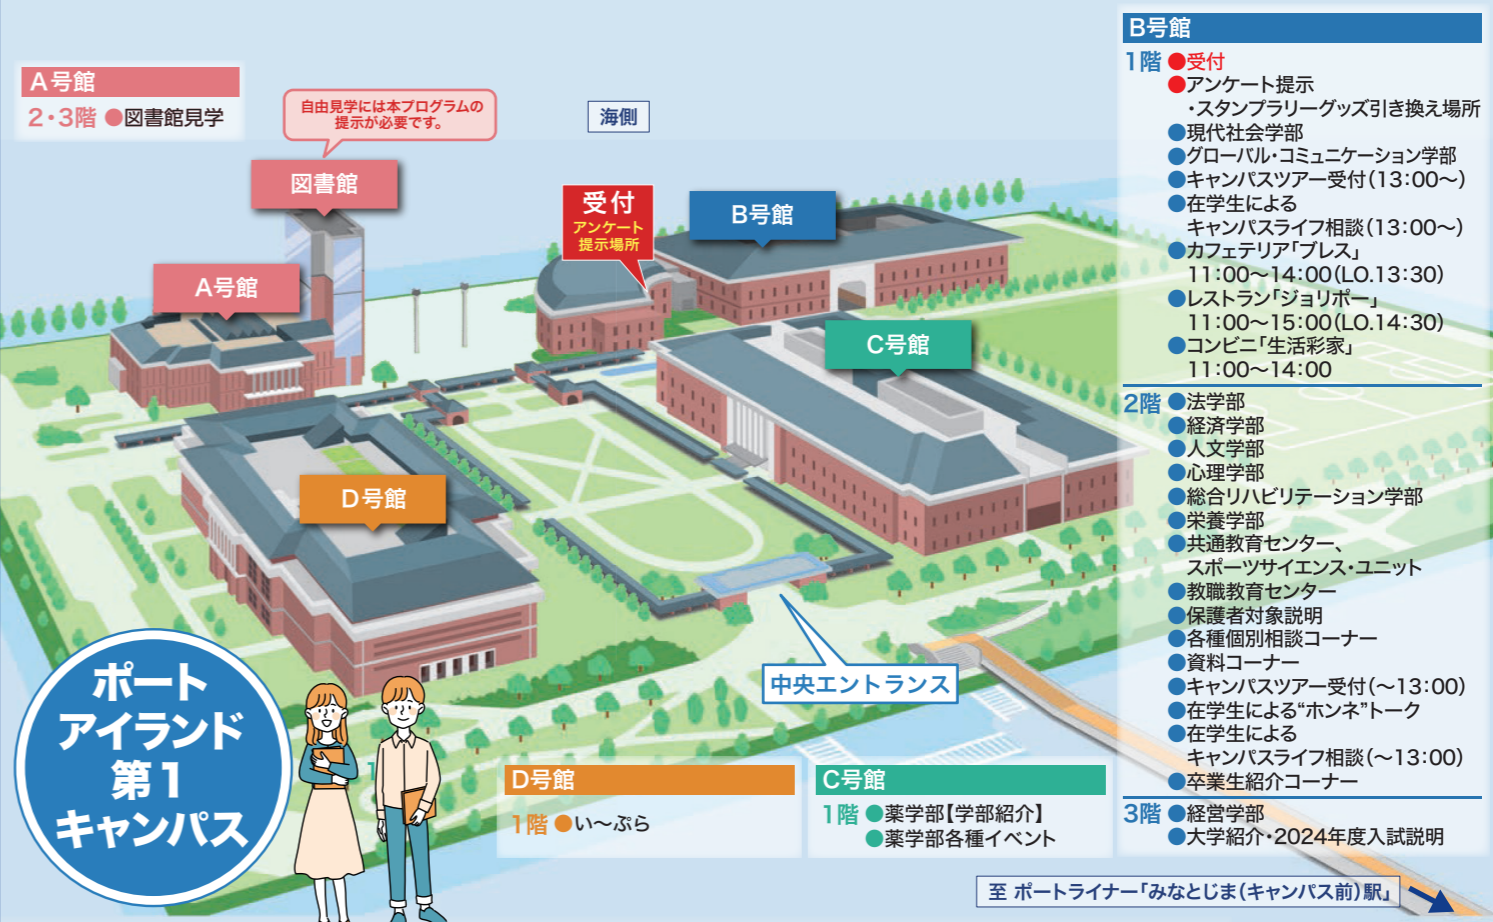 A号館
2・3階 ●図書館見学
自由見学には本プログラムの
提示が必要です。
図書館
A号館
海側
受付
アンケート
提示場所
B号館
C号館
D号館
中央エントランス
ポート
アイランド
第1
キャンパス
D号館
1階 ●い〜ぷら
C号館
1階 ●薬学部【学部紹介】
●薬学部各種イベント
B号館
1階 ●受付
●アンケート提示
・スタンプラリーグッズ引き換え場所
●現代社会学部
●グローバル・コミュニケーション学部
●キャンパスツアー受付(13:00〜)
●在学生による
キャンパスライフ相談(13:00〜)
●カフェテリア「ブレス」
11:00〜14:00(LO.13:30)
●レストラン「ジョリポー」
11:00〜15:00(LO.14:30)
●コンビニ「生活彩家」
11:00〜14:00
2階 ●法学部
●経済学部
●人文学部
●心理学部
●総合リハビリテーション学部
●栄養学部
●共通教育センター、
スポーツサイエンス・ユニット
●教職教育センター
●保護者対象説明
●各種個別相談コーナー
●資料コーナー
●キャンパスツアー受付(〜13:00)
●在学生による“ホンネ”トーク
●在学生による
キャンパスライフ相談(〜13:00)
●卒業生紹介コーナー
3階 ●経営学部
●大学紹介・2024年度入試説明
至 ポートライナー「みなとじま(キャンパス前)駅」